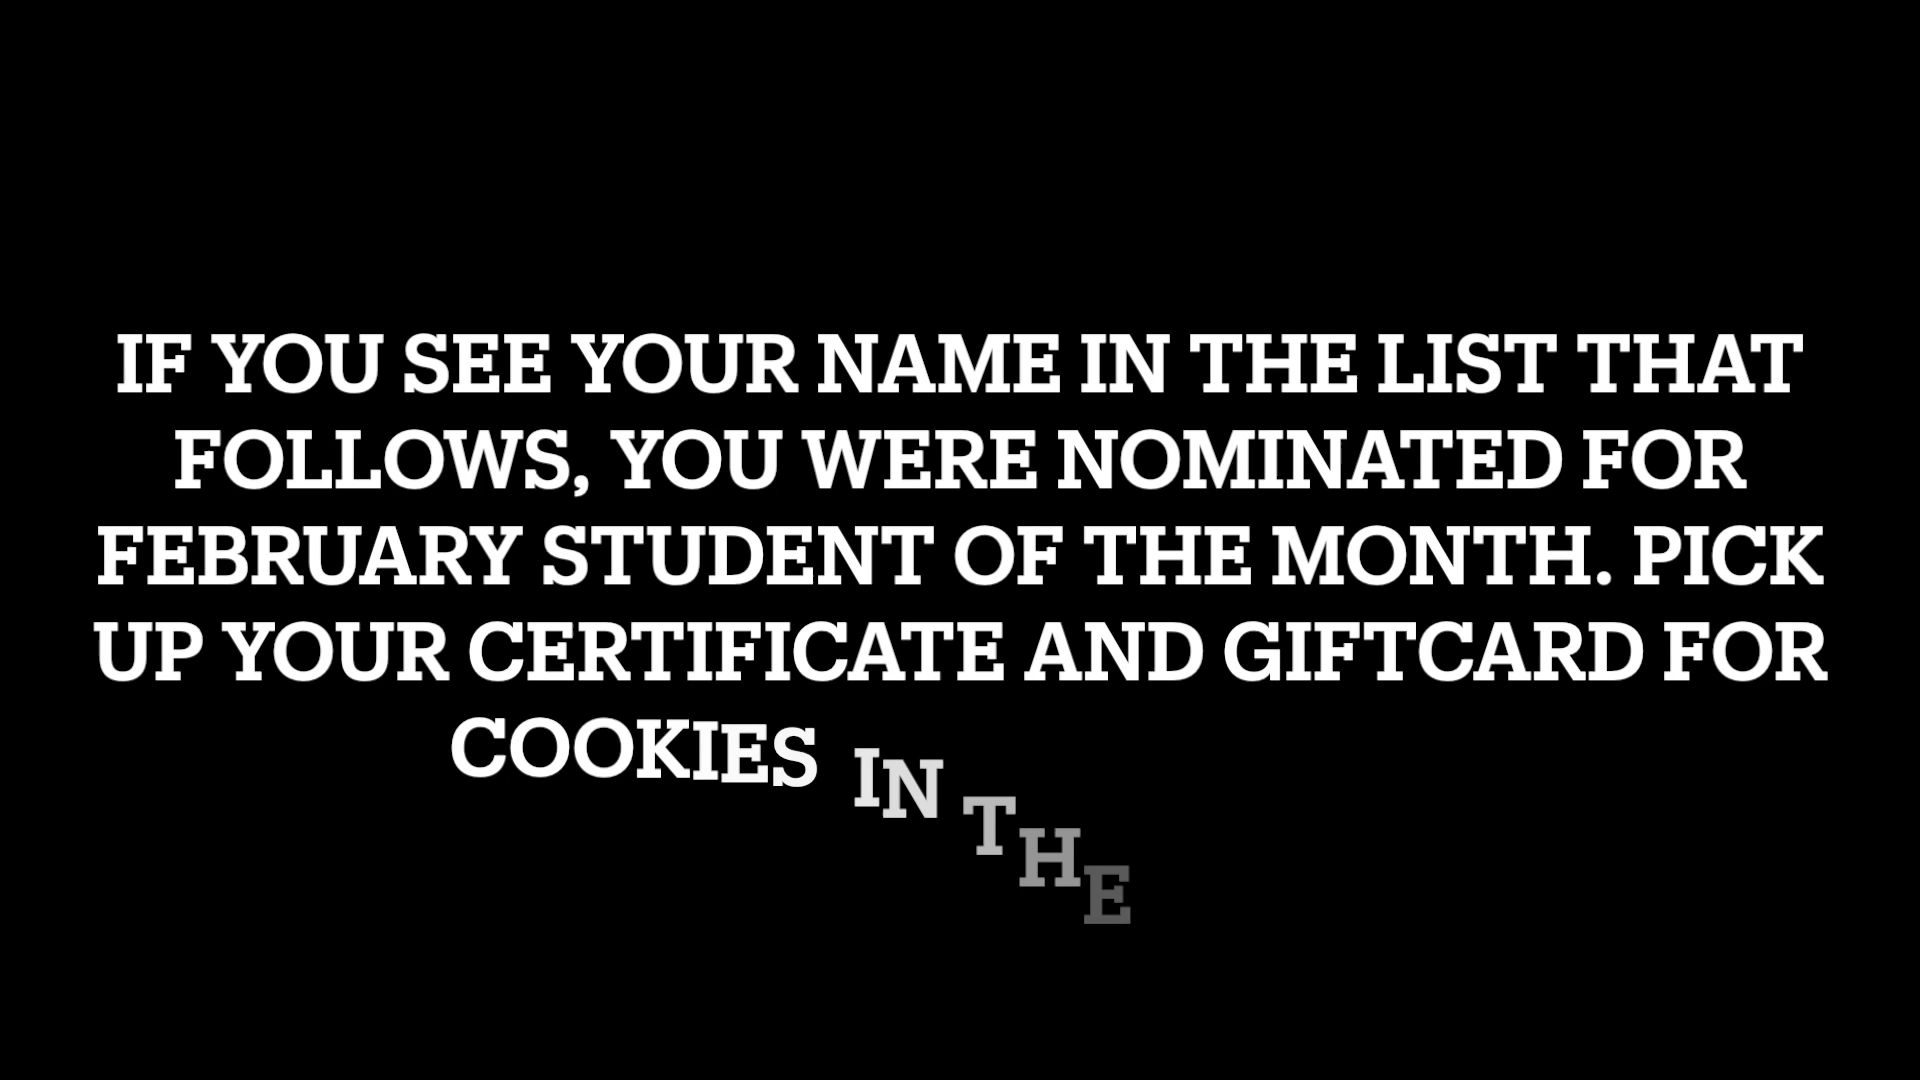 IF YOU SEE YOUR NAME IN THE LIST THAT
FOLLOWS, YOU WERE NOMINATED FOR
FEBRUARY STUDENT OF THE MONTH. PICK
UP YOUR CERTIFICATE AND GIFTCARD FOR
COOKIES IN THE